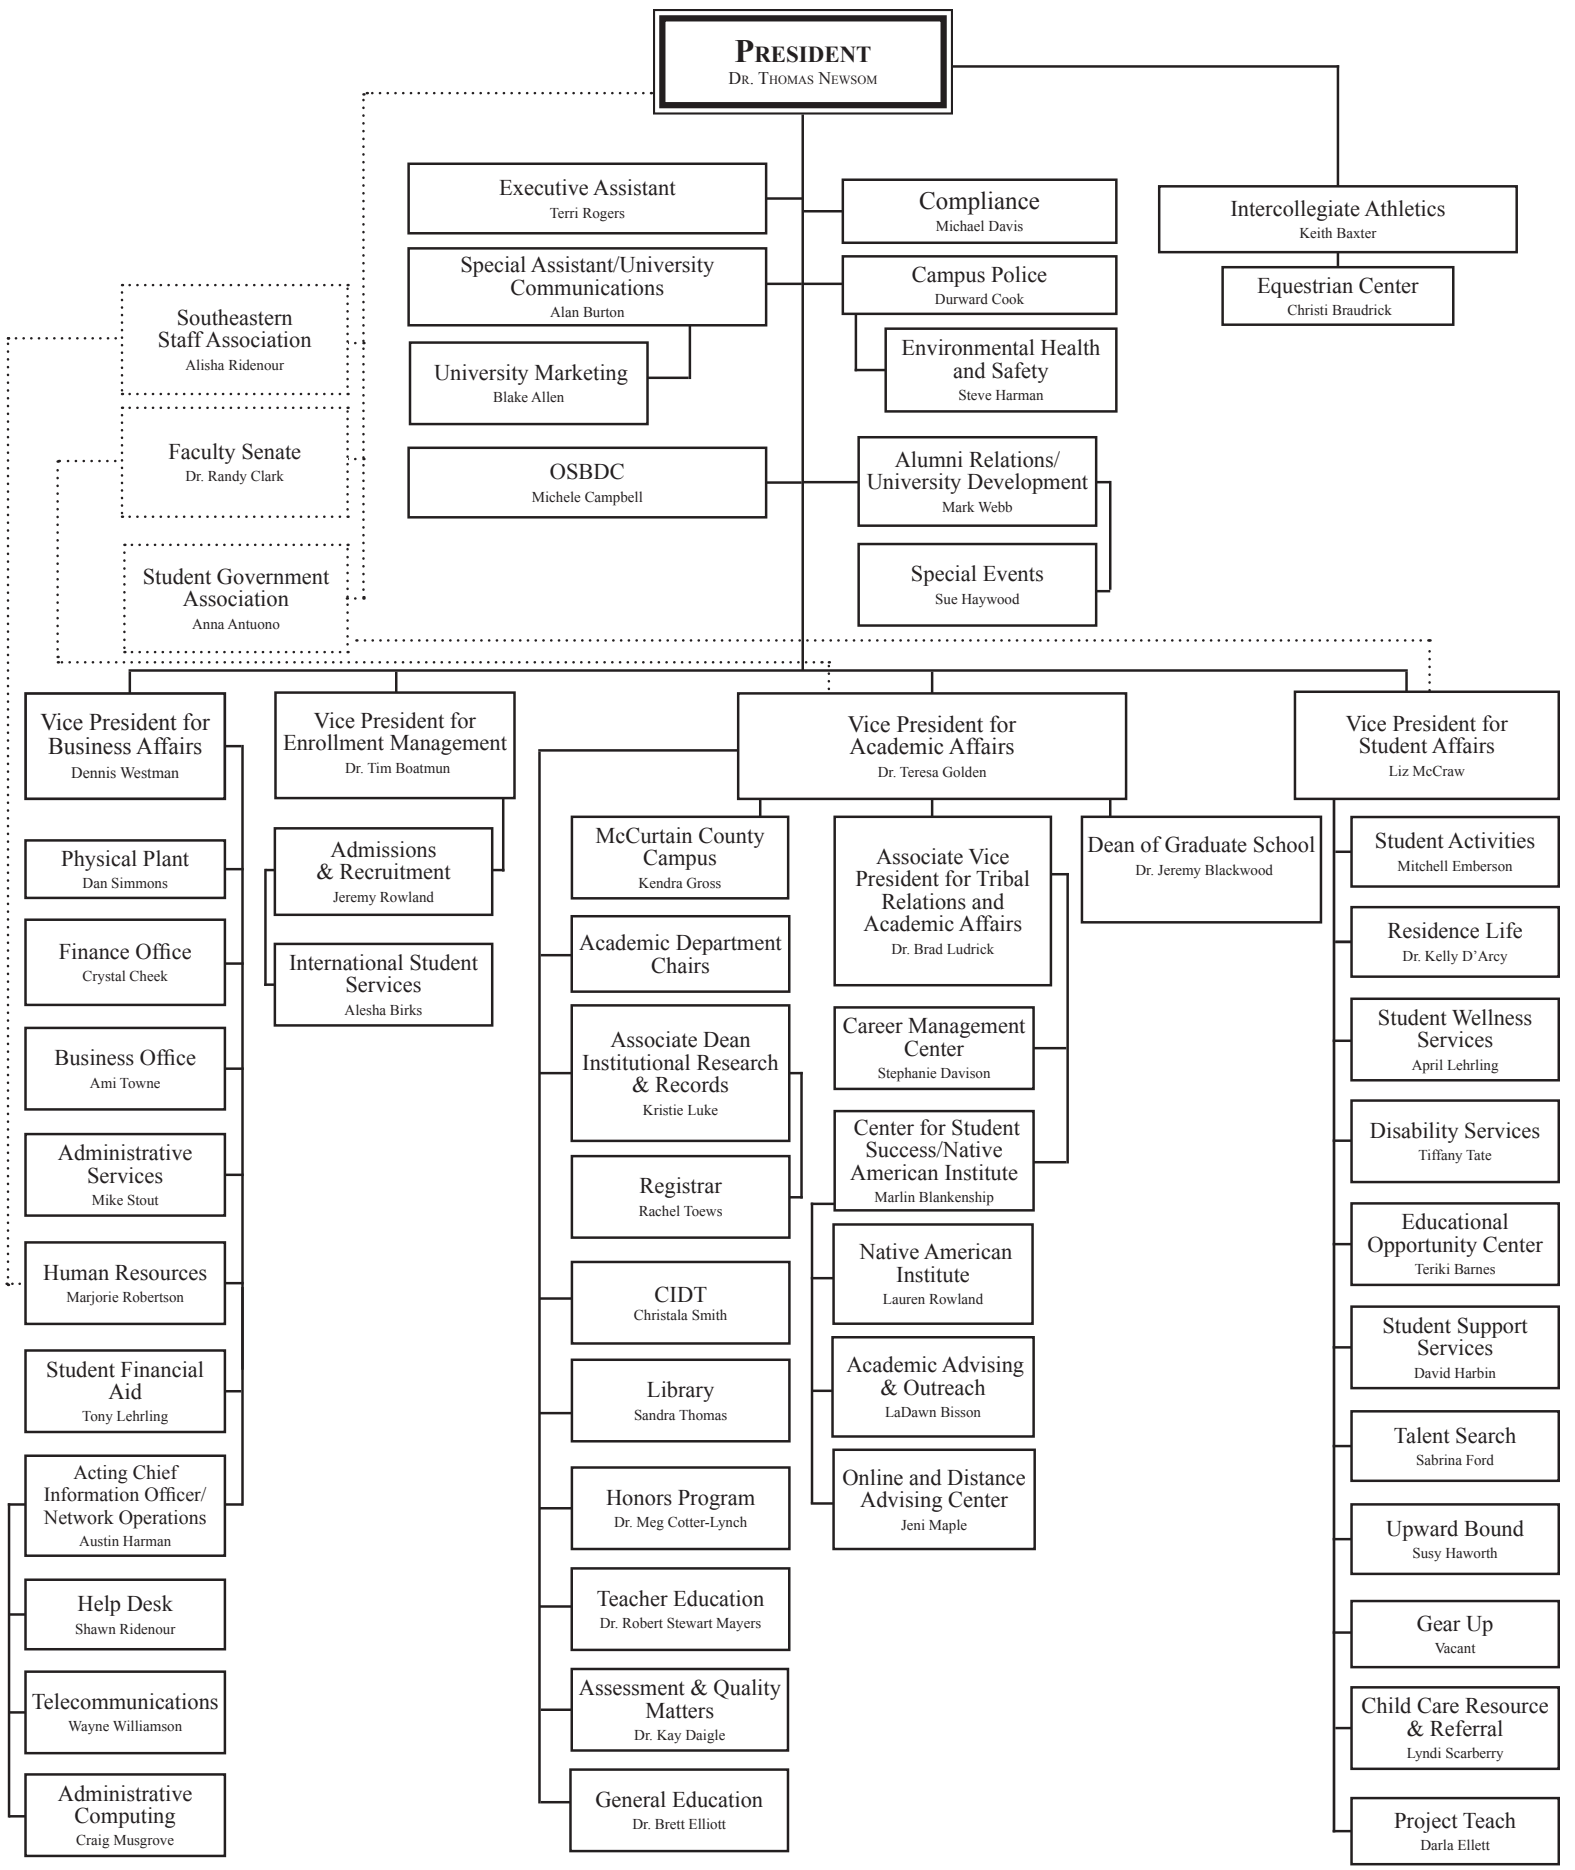 PRESIDENT
DR. THOMAS NEWSOM
Executive Assistant
Terri Rogers
Compliance
Michael Davis
Intercollegiate Athletics
Keith Baxter
Special Assistant/University
Communications
Alan Burton
Campus Police
Durward Cook
Equestrian Center
Christi Braudrick
Southeastern
Staff Association
Alisha Ridenour
University Marketing
Blake Allen
Environmental Health
and Safety
Steve Harman
Faculty Senate
Dr. Randy Clark
OSBDC
Michele Campbell
Alumni Relations/
University Development
Mark Webb
Student Government
Association
Anna Antuono
Special Events
Sue Haywood
Vice President for
Business Affairs
Dennis Westman
Physical Plant
Dan Simmons
Finance Office
Crystal Cheek
Business Office
Ami Towne
Administrative
Services
Mike Stout
Human Resources
Marjorie Robertson
Student Financial
Aid
Tony Lehrling
Acting Chief
Information Officer/
Network Operations
Austin Harman
Help Desk
Shawn Ridenour
Telecommunications
Wayne Williamson
Administrative
Computing
Craig Musgrove
Vice President for
Enrollment Management
Dr. Tim Boatmun
Admissions
& Recruitment
Jeremy Rowland
International Student
Services
Alesha Birks
Vice President for
Academic Affairs
Dr. Teresa Golden
McCurtain County
Campus
Kendra Gross
Academic Department
Chairs
Associate Dean
Institutional Research
& Records
Kristie Luke
Registrar
Rachel Toews
CIDT
Christala Smith
Library
Sandra Thomas
Honors Program
Dr. Meg Cotter-Lynch
Teacher Education
Dr. Robert Stewart Mayers
Assessment & Quality
Matters
Dr. Kay Daigle
General Education
Dr. Brett Elliott
Associate Vice
President for Tribal
Relations and
Academic Affairs
Dr. Brad Ludrick
Career Management
Center
Stephanie Davison
Center for Student
Success/Native
American Institute
Marlin Blankenship
Native American
Institute
Lauren Rowland
Academic Advising
& Outreach
LaDawn Bisson
Online and Distance
Advising Center
Jeni Maple
Dean of Graduate School
Dr. Jeremy Blackwood
Vice President for
Student Affairs
Liz McCraw
Student Activities
Mitchell Emberson
Residence Life
Dr. Kelly D’Arcy
Student Wellness
Services
April Lehrling
Disability Services
Tiffany Tate
Educational
Opportunity Center
Teriki Barnes
Student Support
Services
David Harbin
Talent Search
Sabrina Ford
Upward Bound
Susy Haworth
Gear Up
Vacant
Child Care Resource
& Referral
Lyndi Scarberry
Project Teach
Darla Ellett